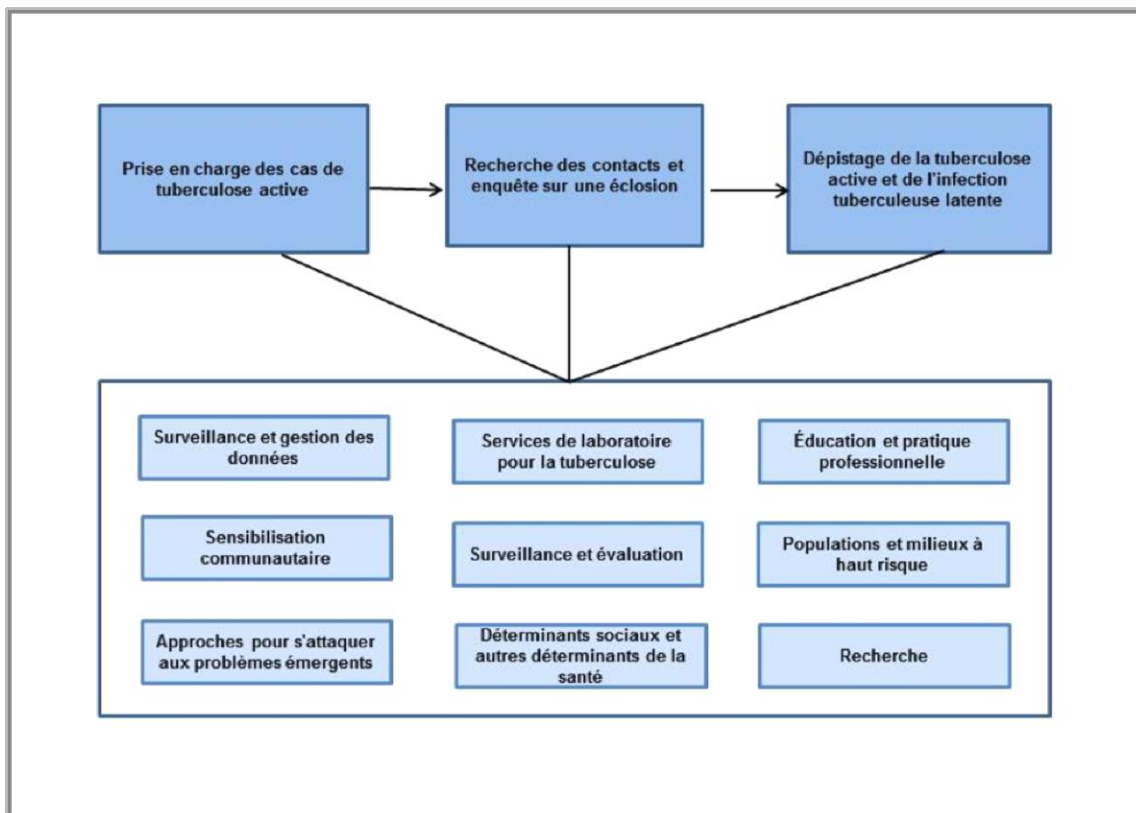 Prise en charge des cas de
tuberculose active
Recherche des contacts et
enquête sur une éclosion
Dépistage de la tuberculose
active et de l'infection
tuberculeuse latente
Surveillance et gestion des
données
Services de laboratoire
pour la tuberculose
Éducation et pratique
professionnelle
Sensibilisation
communautaire
Surveillance et évaluation
Populations et milieux à
haut risque
Approches pour s'attaquer
aux problèmes émergents
Déterminants sociaux et
autres déterminants de la
santé
Recherche